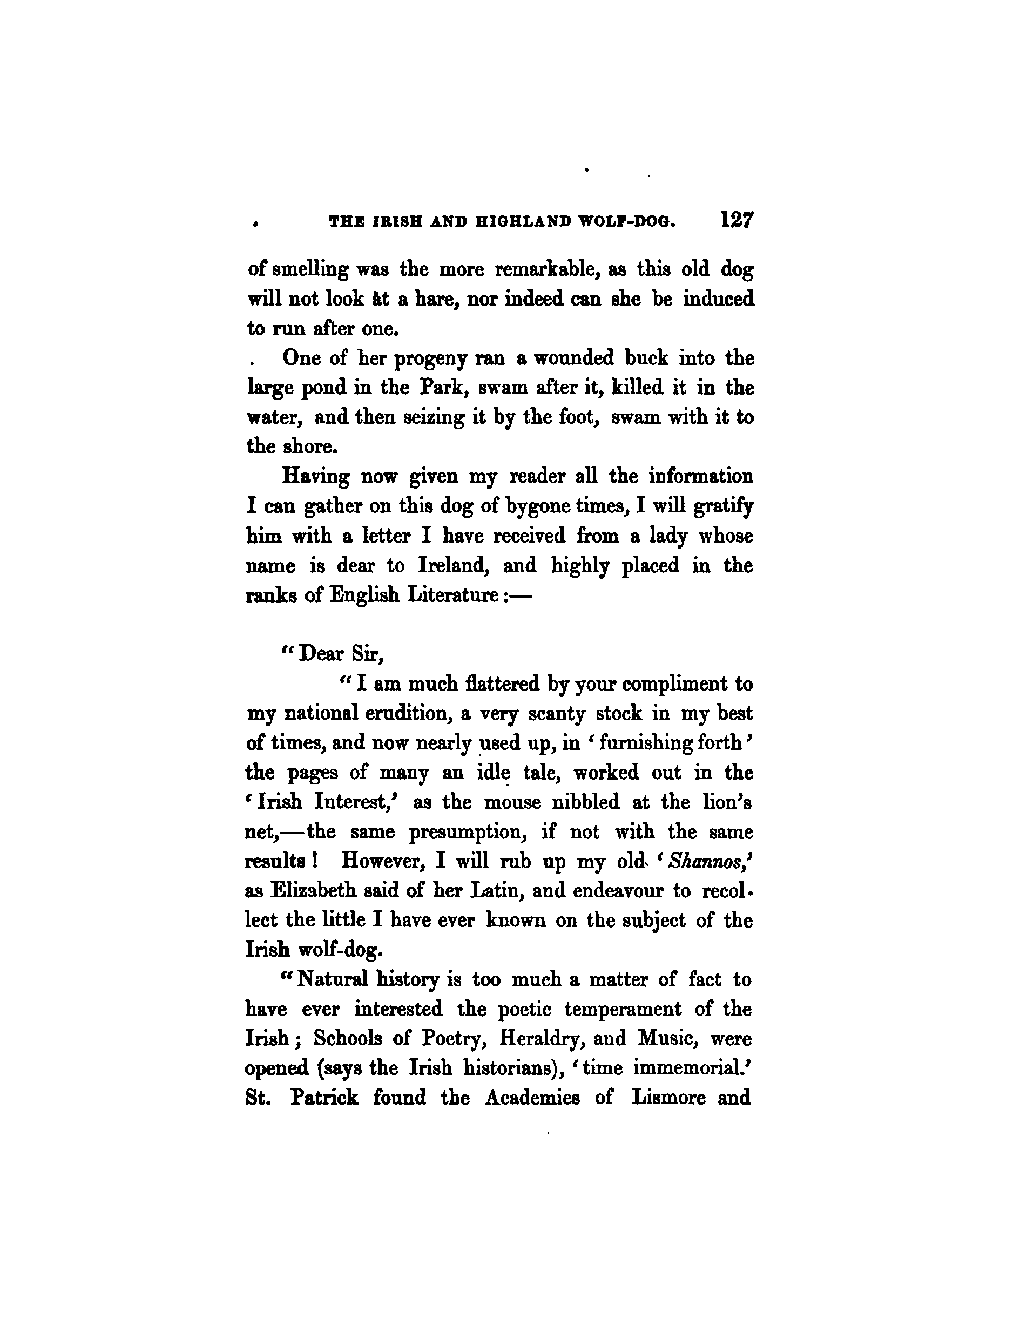 THE IRISH AND HIGHLAND WOLF-DOG. 127
of smelling was the more remarkable, as this old dog
will not look at a hare, nor indeed can she be induced
to run after one.
One of her progeny ran a wounded buck into the
large pond in the Park, swam after it, killed it in the
water, and then seizing it by the foot, swam with it to
the shore.
Having now given my reader all the information
I can gather on this dog of bygone times, I will gratify
him with a letter I have received from a lady whose
name is dear to Ireland, and highly placed in the
ranks of English Literature :—
“Dear Sir,
“I am much flattered by your compliment to
my national erudition, a very scanty stock in my best
of times, and now nearly used up, in ‘furnishing forth’
the pages of many an idle tale, worked out in the
‘Irish Interest,’ as the mouse nibbled at the lion’s
net,—the same presumption, if not with the same
results! However, I will rub up my old ‘Shannos,’
as Elizabeth said of her Latin, and endeavour to recol-
lect the little I have ever known on the subject of the
Irish wolf-dog.
“Natural history is too much a matter of fact to
have ever interested the poetic temperament of the
Irish; Schools of Poetry, Heraldry, and Music, were
opened (says the Irish historians), ‘time immemorial.’
St. Patrick found the Academies of Lismore and